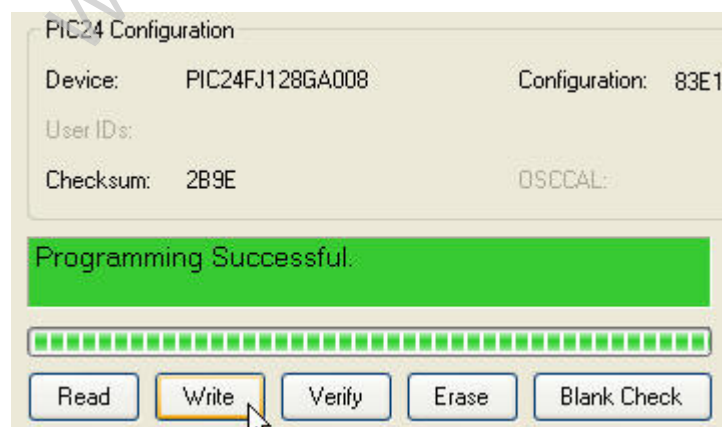 PIC24 Configuration
Device: PIC24FJ128GA008 Configuration: 83E1
User IDs:
Checksum: 2B9E OSCCAL:
Programming Successful.
Read Write Verify Erase Blank Check